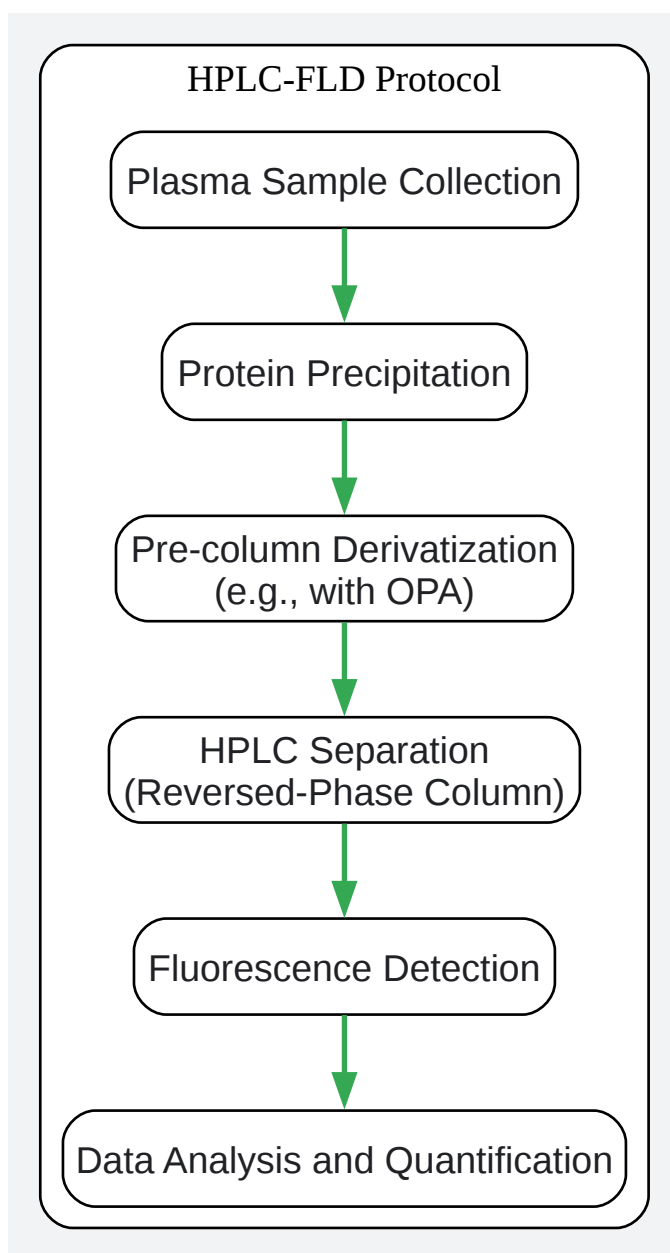 HPLC-FLD Protocol
Plasma Sample Collection
Protein Precipitation
Pre-column Derivatization
(e.g., with OPA)
HPLC Separation
(Reversed-Phase Column)
Fluorescence Detection
Data Analysis and Quantification